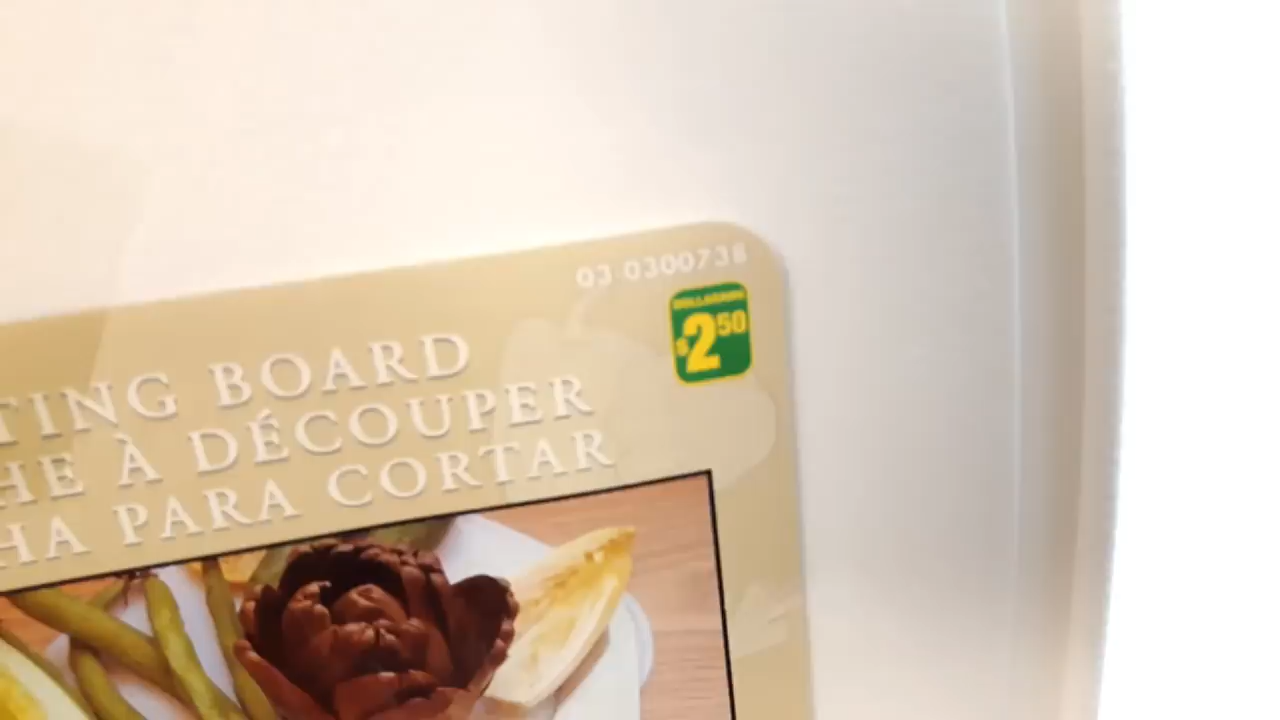 03-0300738
DOLLARAMA
$2.50
TING BOARD
HE À DÉCOUPER
HA PARA CORTAR